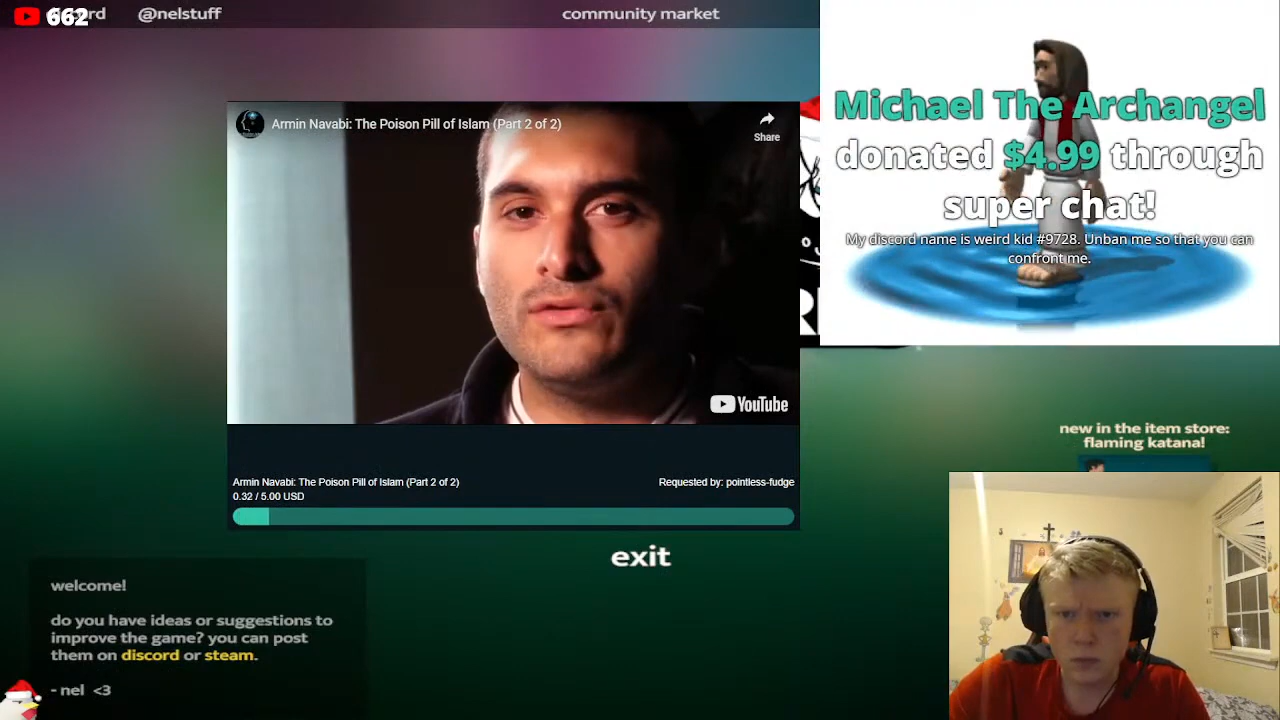 662
@nelstuff
community market
Armin Navabi: The Poison Pill of Islam (Part 2 of 2)
Share
YouTube
Michael The Archangel
donated $4.99 through
super chat!
My discord name is weird kid #9728. Unban me so that you can
confront me.
Armin Navabi: The Poison Pill of Islam (Part 2 of 2)
Requested by: pointless-fudge
0.32 / 5.00 USD
new in the item store:
flaming katana!
exit
welcome!
do you have ideas or suggestions to
improve the game? you can post
them on discord or steam.
- nel <3